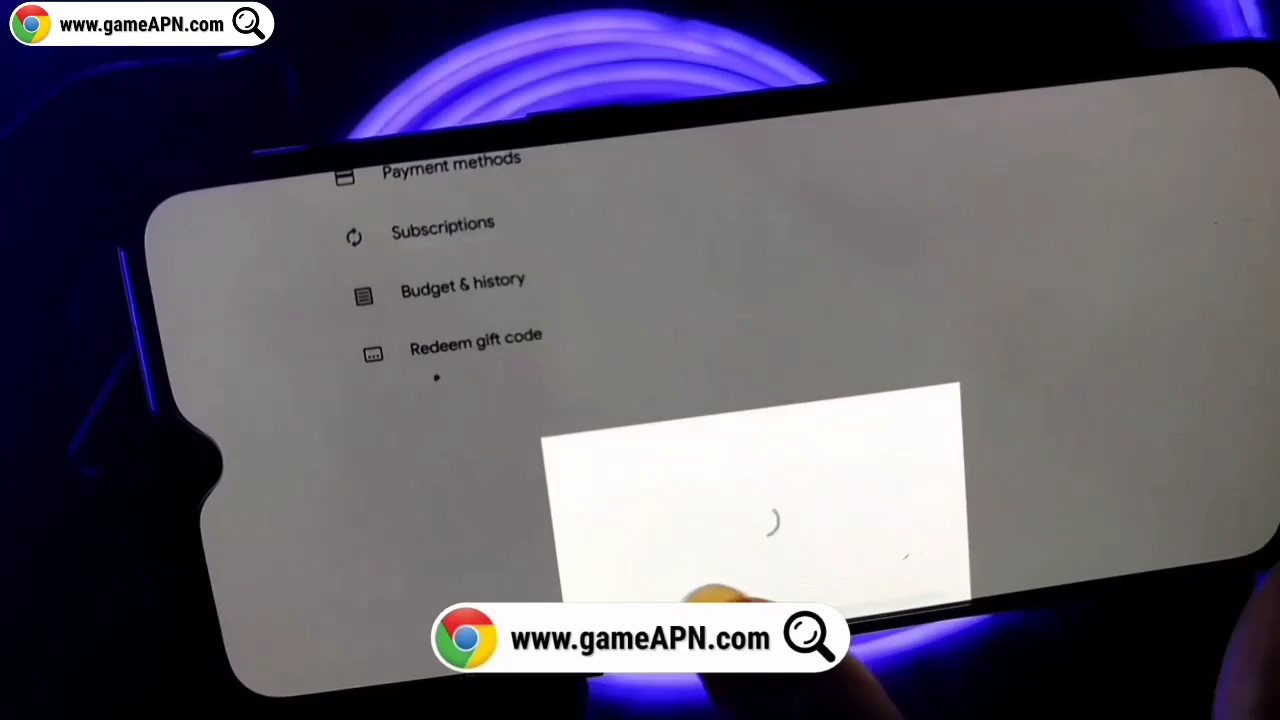 www.gameAPN.com
Payment methods
Subscriptions
Budget & history
Redeem gift code
www.gameAPN.com